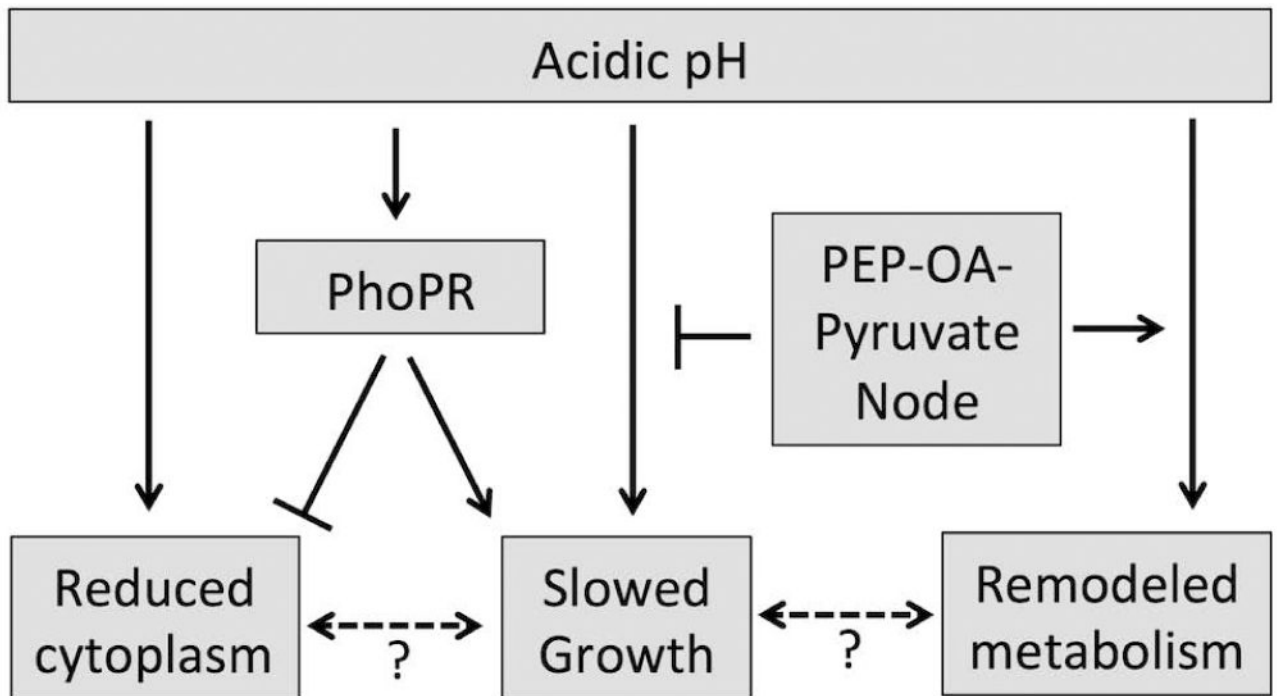 Acidic pH
PhoPR
PEP-OA-
Pyruvate
Node
Reduced
cytoplasm
?
Slowed
Growth
?
Remodeled
metabolism